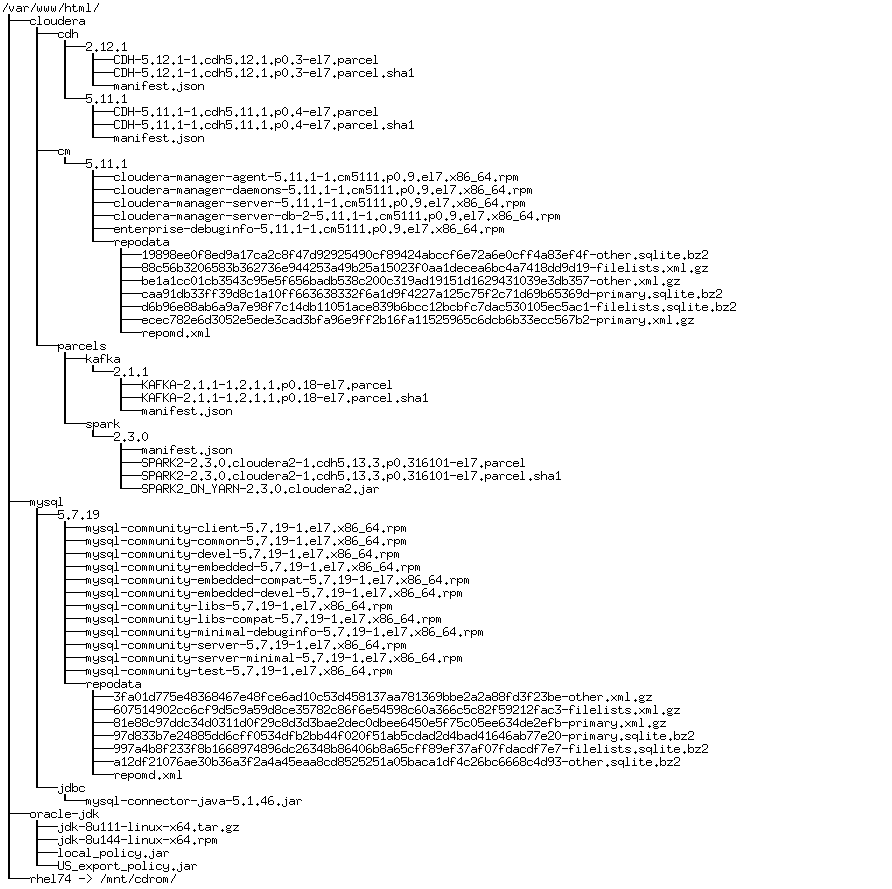 /var/www/html/
cloudera
cdh
2.12.1
CDH-5.12.1-1.cdh5.12.1.p0.3-el7.parcel
CDH-5.12.1-1.cdh5.12.1.p0.3-el7.parcel.sha1
manifest.json
5.11.1
CDH-5.11.1-1.cdh5.11.1.p0.4-el7.parcel
CDH-5.11.1-1.cdh5.11.1.p0.4-el7.parcel.sha1
manifest.json
cm
5.11.1
cloudera-manager-agent-5.11.1-1.cm5111.p0.9.el7.x86_64.rpm
cloudera-manager-daemons-5.11.1-1.cm5111.p0.9.el7.x86_64.rpm
cloudera-manager-server-5.11.1-1.cm5111.p0.9.el7.x86_64.rpm
cloudera-manager-server-db-2-5.11.1-1.cm5111.p0.9.el7.x86_64.rpm
enterprise-debuginfo-5.11.1-1.cm5111.p0.9.el7.x86_64.rpm
repodata
19898ee0f8ed9a17ca2c8f47d92925490cf89424abccf6e72a6e0cff4a83ef4f-other.sqlite.bz2
88c56b3206583b362736e944253a49b25a15023f0aa1decea6bc4a7418dd9d19-filelists.xml.gz
be1a1cc01cb3543c95e5f656badb538c200c319ad19151d1629431039e3db357-other.xml.gz
caa91db33ff39d8c1a10ff663638332f6a1d9f4227a125c75f2c71d69b65369d-primary.sqlite.bz2
d6b96e88ab6a9a7e98f7c14db11051ace839b6bcc12bcbfc7dac530105ec5ac1-filelists.sqlite.bz2
ecec782e6d3052e5ede3cad3bfa96e9ff2b16fa11525965c6dcb6b33ecc567b2-primary.xml.gz
repomd.xml
parcels
kafka
2.1.1
KAFKA-2.1.1-1.2.1.1.p0.18-el7.parcel
KAFKA-2.1.1-1.2.1.1.p0.18-el7.parcel.sha1
manifest.json
spark
2.3.0
manifest.json
SPARK2-2.3.0.cloudera2-1.cdh5.13.3.p0.316101-el7.parcel
SPARK2-2.3.0.cloudera2-1.cdh5.13.3.p0.316101-el7.parcel.sha1
SPARK2_ON_YARN-2.3.0.cloudera2.jar
mysql
5.7.19
mysql-community-client-5.7.19-1.el7.x86_64.rpm
mysql-community-common-5.7.19-1.el7.x86_64.rpm
mysql-community-devel-5.7.19-1.el7.x86_64.rpm
mysql-community-embedded-5.7.19-1.el7.x86_64.rpm
mysql-community-embedded-compat-5.7.19-1.el7.x86_64.rpm
mysql-community-embedded-devel-5.7.19-1.el7.x86_64.rpm
mysql-community-libs-5.7.19-1.el7.x86_64.rpm
mysql-community-libs-compat-5.7.19-1.el7.x86_64.rpm
mysql-community-minimal-debuginfo-5.7.19-1.el7.x86_64.rpm
mysql-community-server-5.7.19-1.el7.x86_64.rpm
mysql-community-server-minimal-5.7.19-1.el7.x86_64.rpm
mysql-community-test-5.7.19-1.el7.x86_64.rpm
repodata
3fa01d775e48368467e48fce6ad10c53d458137aa781369bbe2a2a88fd3f23be-other.xml.gz
607514902cc6cf9d5c9a59d8ce35782c86f6e54598c60a366c5c82f59212fac3-filelists.xml.gz
81e88c97ddc34d0311d0f29c8d3d3bae2dec0dbee6450e5f75c05ee634de2efb-primary.xml.gz
97d833b7e24885dd6cff0534dfb2bb44f020f51ab5cdad2d4bad41646ab77e20-primary.sqlite.bz2
997a4b8f233f8b1668974896dc26348b86406b8a65cff89ef37af07fdacdf7e7-filelists.sqlite.bz2
a12df21076ae30b36a3f2a4a45eaa8cd8525251a05baca1df4c26bc6668c4d93-other.sqlite.bz2
repomd.xml
jdbc
mysql-connector-java-5.1.46.jar
oracle-jdk
jdk-8u111-linux-x64.tar.gz
jdk-8u144-linux-x64.rpm
local_policy.jar
US_export_policy.jar
rhel74 -> /mnt/cdrom/